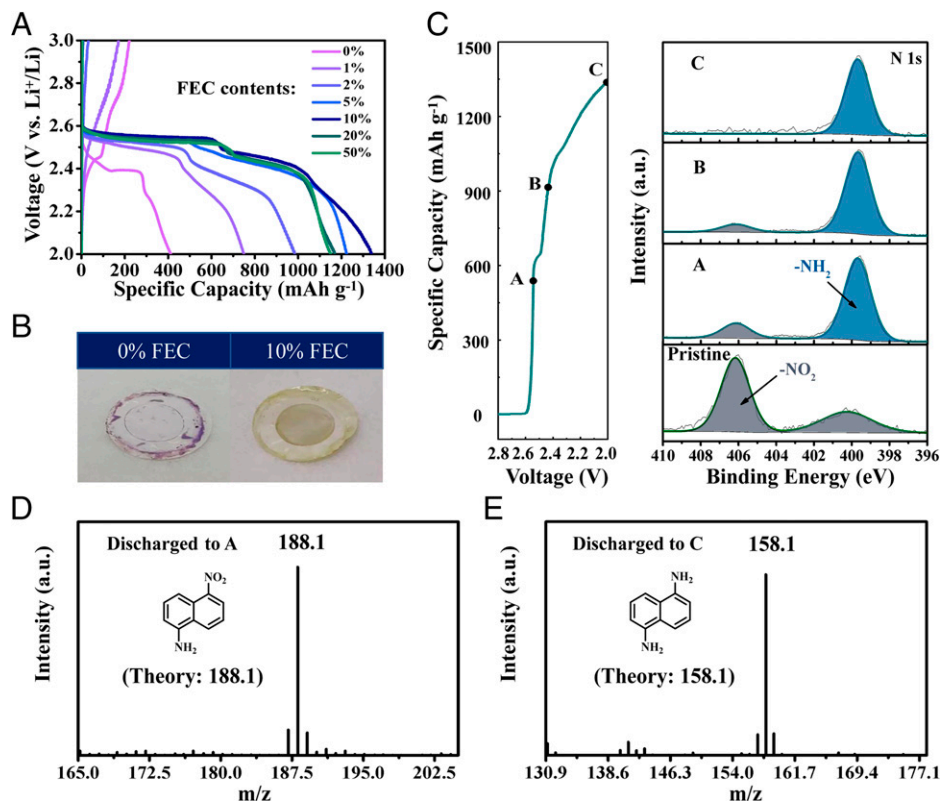 A
3.0
2.8
2.6
2.4
2.2
2.0
Voltage (V vs. Li⁺/Li)
FEC contents:
0%
1%
2%
5%
10%
20%
50%
0 200 400 600 800 1000 1200 1400
Specific Capacity (mAh g⁻¹)
B
0% FEC 10% FEC
C
1500
1200
900
600
300
0
Specific Capacity (mAh g⁻¹)
C
B
A
2.8 2.6 2.4 2.2 2.0
Voltage (V)
Intensity (a.u.)
C N 1s
B
A
-NH₂
Pristine
-NO₂
410 408 406 404 402 400 398 396
Binding Energy (eV)
D
Intensity (a.u.)
Discharged to A 188.1
NO₂
NH₂
(Theory: 188.1)
165.0 172.5 180.0 187.5 195.0 202.5
m/z
E
Intensity (a.u.)
Discharged to C 158.1
NH₂
NH₂
(Theory: 158.1)
130.9 138.6 146.3 154.0 161.7 169.4 177.1
m/z